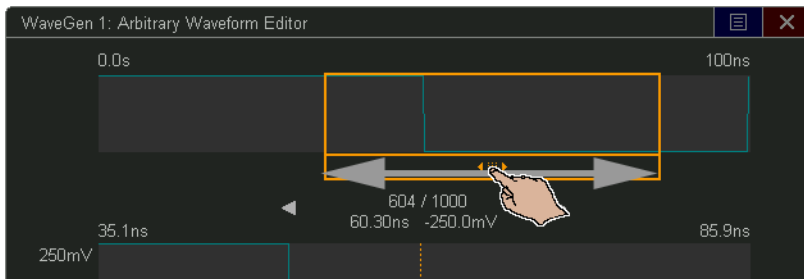 WaveGen 1: Arbitrary Waveform Editor
0.0s 100ns
604 / 1000
60.30ns -250.0mV
35.1ns 85.9ns
250mV